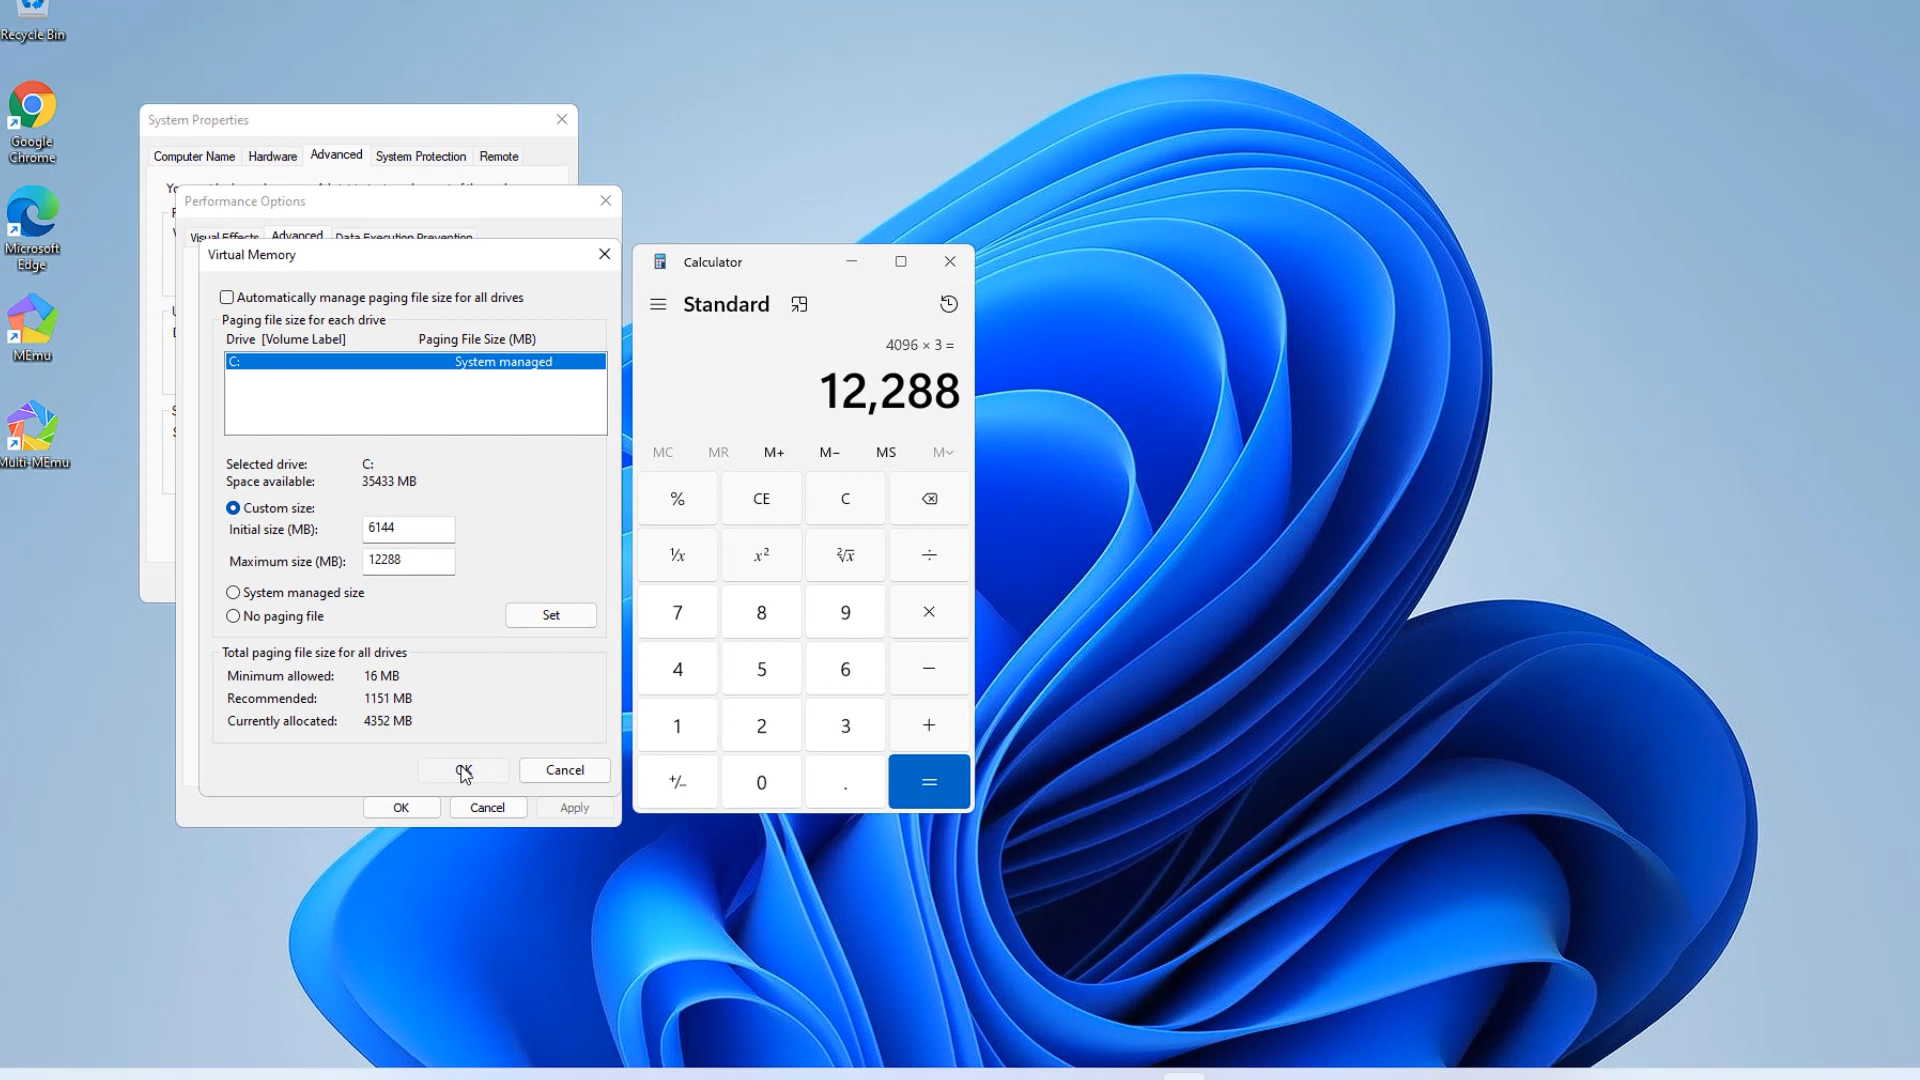 Recycle Bin
Google
Chrome
Microsoft
Edge
MEmu
Multi-MEmu
System Properties
Computer Name Hardware Advanced System Protection Remote
Performance Options
Visual Effects Advanced Data Execution Prevention
Virtual Memory
Automatically manage paging file size for all drives
Paging file size for each drive
Drive [Volume Label] Paging File Size (MB)
C: System managed
Selected drive: C:
Space available: 35433 MB
Custom size:
Initial size (MB): 6144
Maximum size (MB): 12288
System managed size
No paging file
Set
Total paging file size for all drives
Minimum allowed: 16 MB
Recommended: 1151 MB
Currently allocated: 4352 MB
OK Cancel
OK Cancel Apply
Calculator
Standard
4096 × 3 =
12,288
MC MR M+ M− MS M˅
% CE C
⅟x x² ²√x ÷
7 8 9 ×
4 5 6 −
1 2 3 +
+/− 0 . =